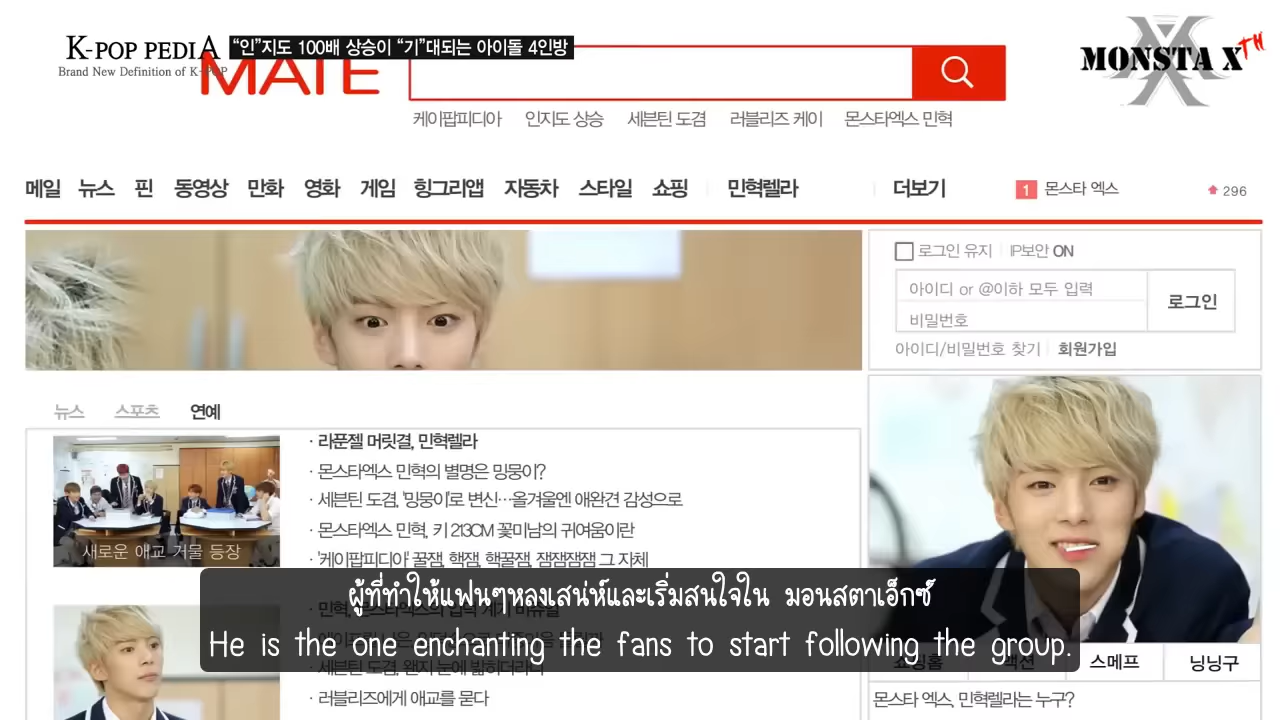 K-POP PEDIA
Brand New Definition of K-POP
“인”지도 100배 상승이 “기”대되는 아이돌 4인방
MATE
MONSTA X TH
케이팝피디아 인지도 상승 세븐틴 도겸 러블리즈 케이 몬스타엑스 민혁
메일 뉴스 핀 동영상 만화 영화 게임 힝그리앱 자동차 스타일 쇼핑 민혁렐라 더보기 1 몬스타 엑스 296
로그인 유지 IP보안 ON
아이디 or @이하 모두 입력
비밀번호
로그인
아이디/비밀번호 찾기 회원가입
뉴스 스포츠 연예
· 라푼젤 머릿결, 민혁렐라
· 몬스타엑스 민혁의 별명은 밍뭉이?
· 세븐틴 도겸, '밍뭉이'로 변신…올겨울엔 애완견 감성으로
· 몬스타엑스 민혁, 키 213CM 꽃미남의 귀여움이란
· '케이팝피디아' 꿀잼, 핵잼, 핵꿀잼, 잼잼잼잼 그 자체
새로운 애교 거물 등장
ผู้ที่ทำให้แฟนๆหลงเสน่ห์และเริ่มสนใจใน มอนสตาเอ็กซ์
He is the one enchanting the fans to start following the group.
쇼핑홈 액션 스메프 닝닝구
· 러블리즈에게 애교를 묻다
몬스타 엑스, 민혁렐라는 누구?